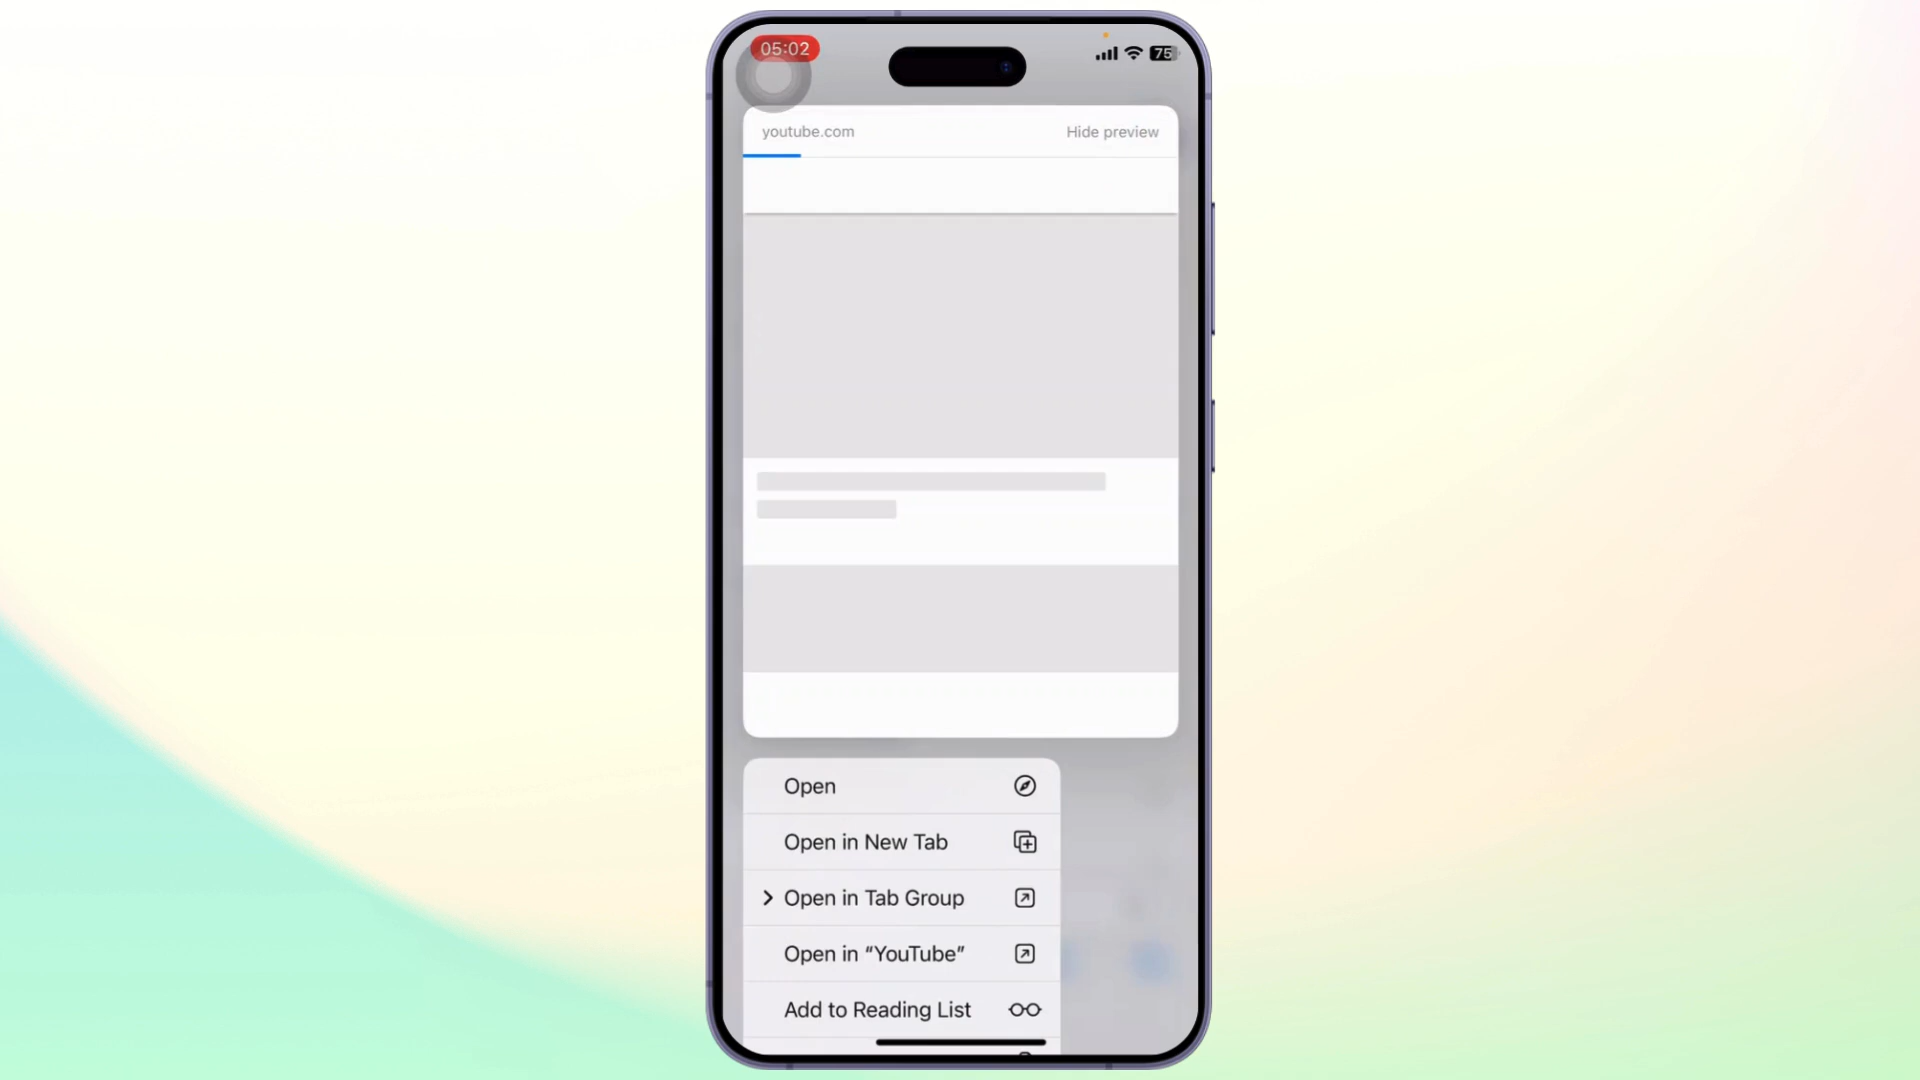 05:02
75
youtube.com
Hide preview
Open
Open in New Tab
Open in Tab Group
Open in “YouTube”
Add to Reading List